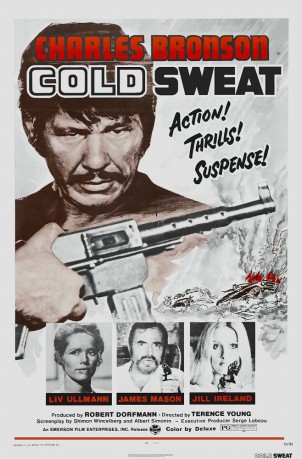 CHARLES BRONSON
COLD SWEAT
ACTION!
THRILLS!
SUSPENSE!
LIV ULLMANN
JAMES MASON
JILL IRELAND
Produced by ROBERT DORFMANN · Directed by TERENCE YOUNG
Screenplay by Shimon Wincelberg and Albert Simonin · Executive Producer Serge Lebeau
An EMERSON FILM ENTERPRISES, INC. Release Color by Deluxe PG
COLD SWEAT